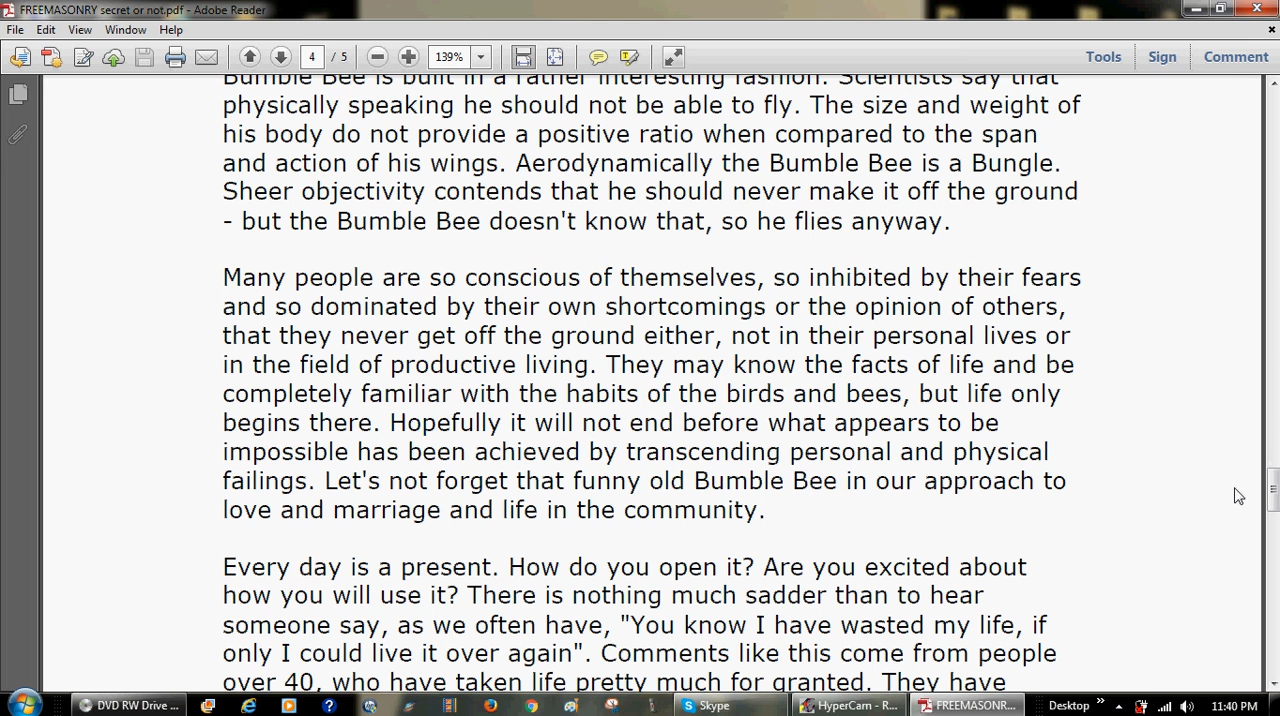 FREEMASONRY secret or not.pdf - Adobe Reader
File Edit View Window Help
4 / 5 139% Tools Sign Comment
Bumble Bee is built in a rather interesting fashion. Scientists say that
physically speaking he should not be able to fly. The size and weight of
his body do not provide a positive ratio when compared to the span
and action of his wings. Aerodynamically the Bumble Bee is a Bungle.
Sheer objectivity contends that he should never make it off the ground
- but the Bumble Bee doesn't know that, so he flies anyway.
Many people are so conscious of themselves, so inhibited by their fears
and so dominated by their own shortcomings or the opinion of others,
that they never get off the ground either, not in their personal lives or
in the field of productive living. They may know the facts of life and be
completely familiar with the habits of the birds and bees, but life only
begins there. Hopefully it will not end before what appears to be
impossible has been achieved by transcending personal and physical
failings. Let's not forget that funny old Bumble Bee in our approach to
love and marriage and life in the community.
Every day is a present. How do you open it? Are you excited about
how you will use it? There is nothing much sadder than to hear
someone say, as we often have, "You know I have wasted my life, if
only I could live it over again". Comments like this come from people
over 40, who have taken life pretty much for granted. They have
DVD RW Drive ... Skype HyperCam - R... FREEMASONR... Desktop » 11:40 PM